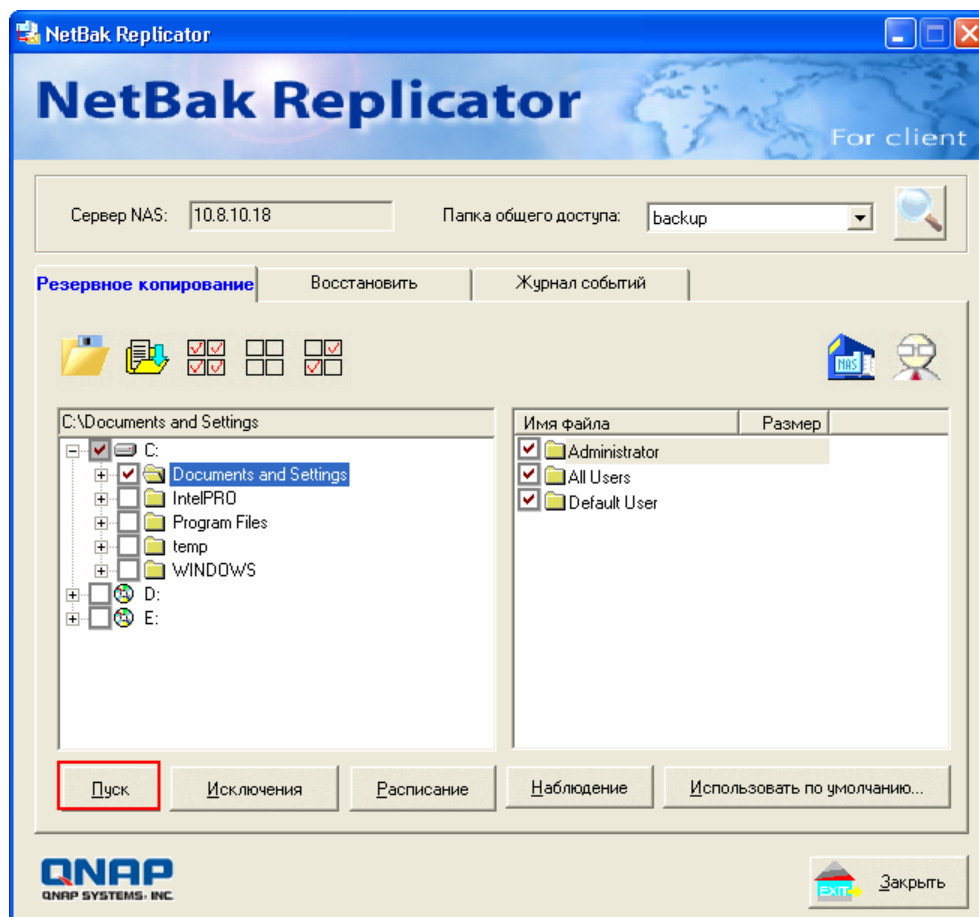 NetBak Replicator
NetBak Replicator
For client
Сервер NAS: 10.8.10.18 Папка общего доступа: backup
Резервное копирование Восстановить Журнал событий
NAS
C:\Documents and Settings
C:
Documents and Settings
IntelPRO
Program Files
temp
WINDOWS
D:
E:
Имя файла Размер
Administrator
All Users
Default User
Пуск Исключения Расписание Наблюдение Использовать по умолчанию...
QNAP
QNAP SYSTEMS, INC
EXIT Закрыть